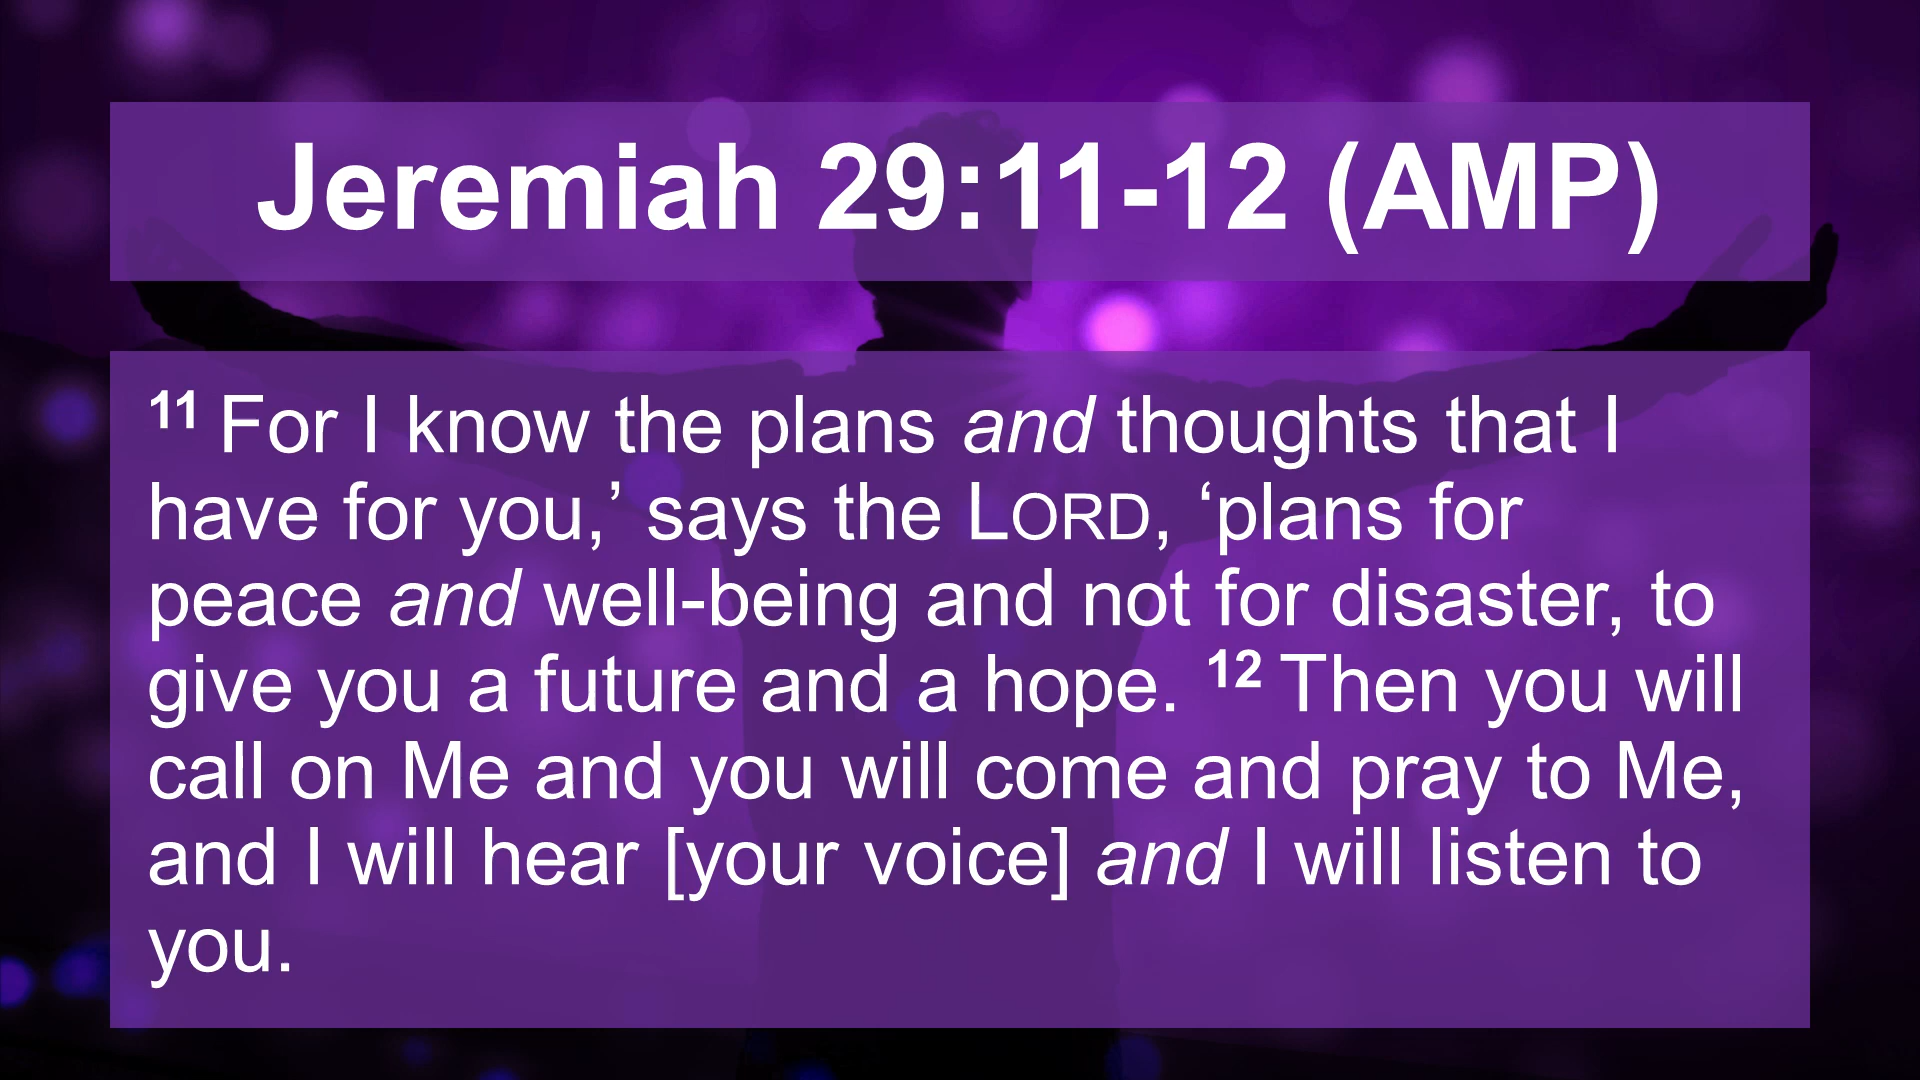 Jeremiah 29:11-12 (AMP)
11 For I know the plans and thoughts that I
have for you,’ says the LORD, ‘plans for
peace and well-being and not for disaster, to
give you a future and a hope. 12 Then you will
call on Me and you will come and pray to Me,
and I will hear [your voice] and I will listen to
you.